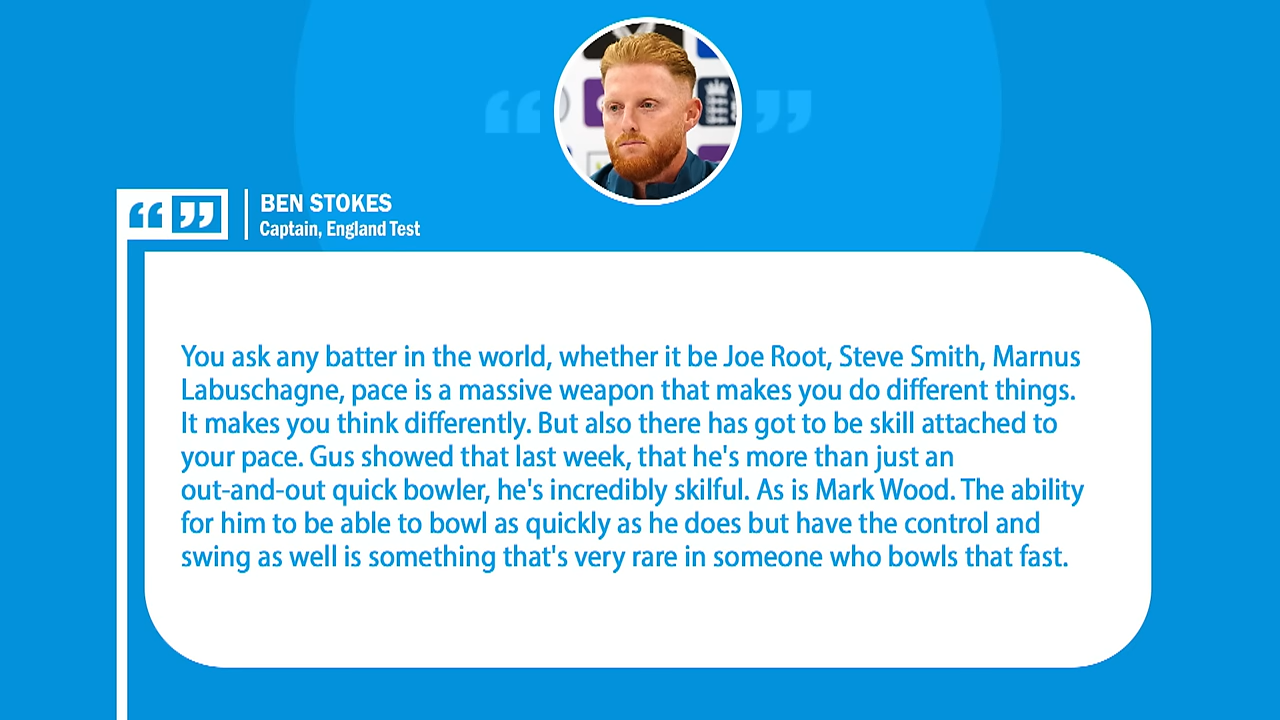 BEN STOKES
Captain, England Test
You ask any batter in the world, whether it be Joe Root, Steve Smith, Marnus
Labuschagne, pace is a massive weapon that makes you do different things.
It makes you think differently. But also there has got to be skill attached to
your pace. Gus showed that last week, that he's more than just an
out-and-out quick bowler, he's incredibly skilful. As is Mark Wood. The ability
for him to be able to bowl as quickly as he does but have the control and
swing as well is something that's very rare in someone who bowls that fast.